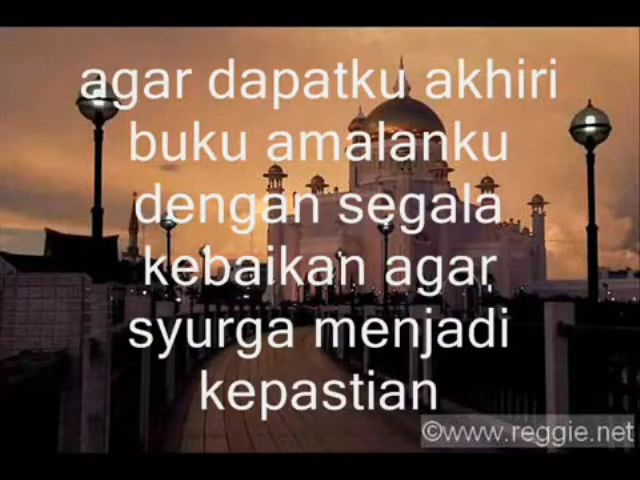 agar dapatku akhiri
buku amalanku
dengan segala
kebaikan agar
syurga menjadi
kepastian
©www.reggie.net